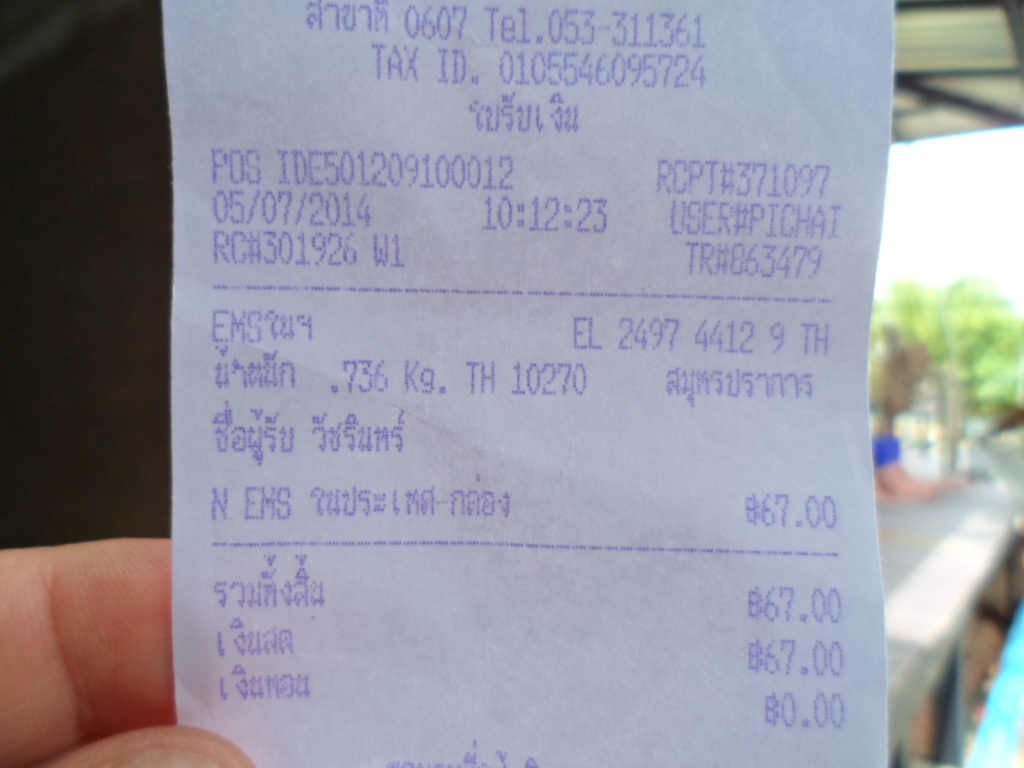 สาขาที่ 0607 Tel.053-311361
TAX ID. 0105546095724
ใบรับเงิน
POS IDE501209100012 RCPT#371097
05/07/2014 10:12:23 USER#PICHAI
RC#301926 W1 TR#863479
EMSในฯ EL 2497 4412 9 TH
น้ำหนัก .736 Kg. TH 10270 สมุทรปราการ
ชื่อผู้รับ วัชรินทร์
N EMS ในประเทศ-กล่อง ฿67.00
รวมทั้งสิ้น ฿67.00
เงินสด ฿67.00
เงินทอน ฿0.00